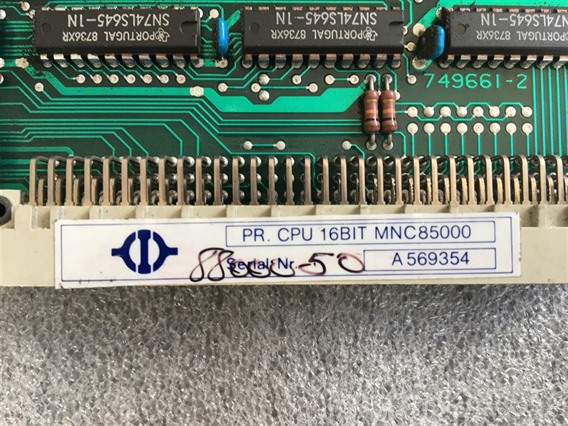 PORTUGAL 8736XR
SN74LS645-1N
PORTUGAL 8736XR
SN74LS645-1N
PORTUGAL 8736XR
SN74LS645-1N
749661-2
PR. CPU 16BIT MNC85000
Serial Nr. A 569354